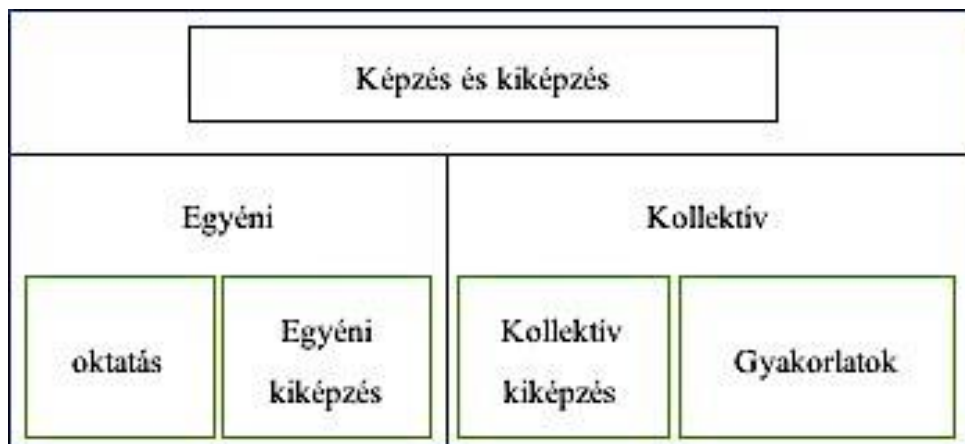 Képzés és kiképzés
Egyéni
Kollektív
oktatás
Egyéni
kiképzés
Kollektív
kiképzés
Gyakorlatok